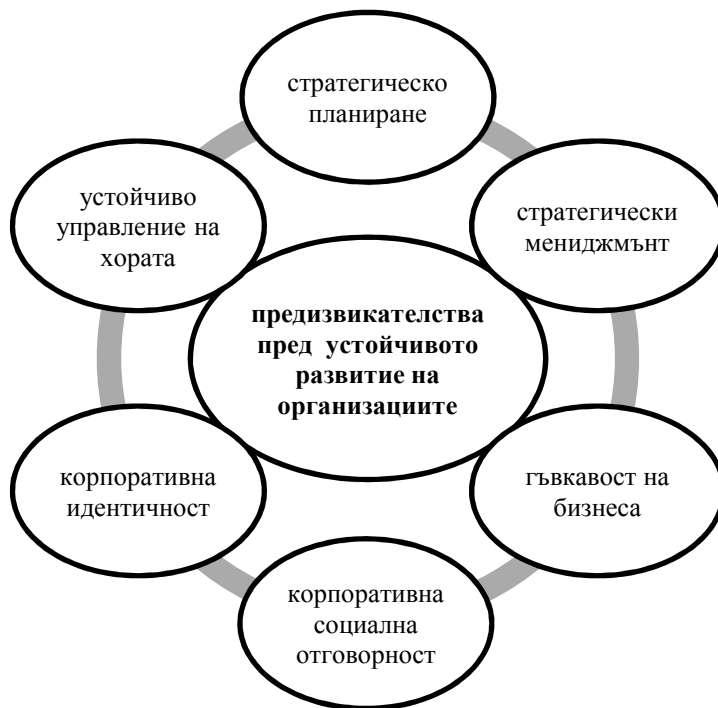 стратегическо
планиране
устойчиво
управление на
хората
стратегически
мениджмънт
предизвикателства
пред устойчивото
развитие на
организациите
корпоративна
идентичност
гъвкавост на
бизнеса
корпоративна
социална
отговорност